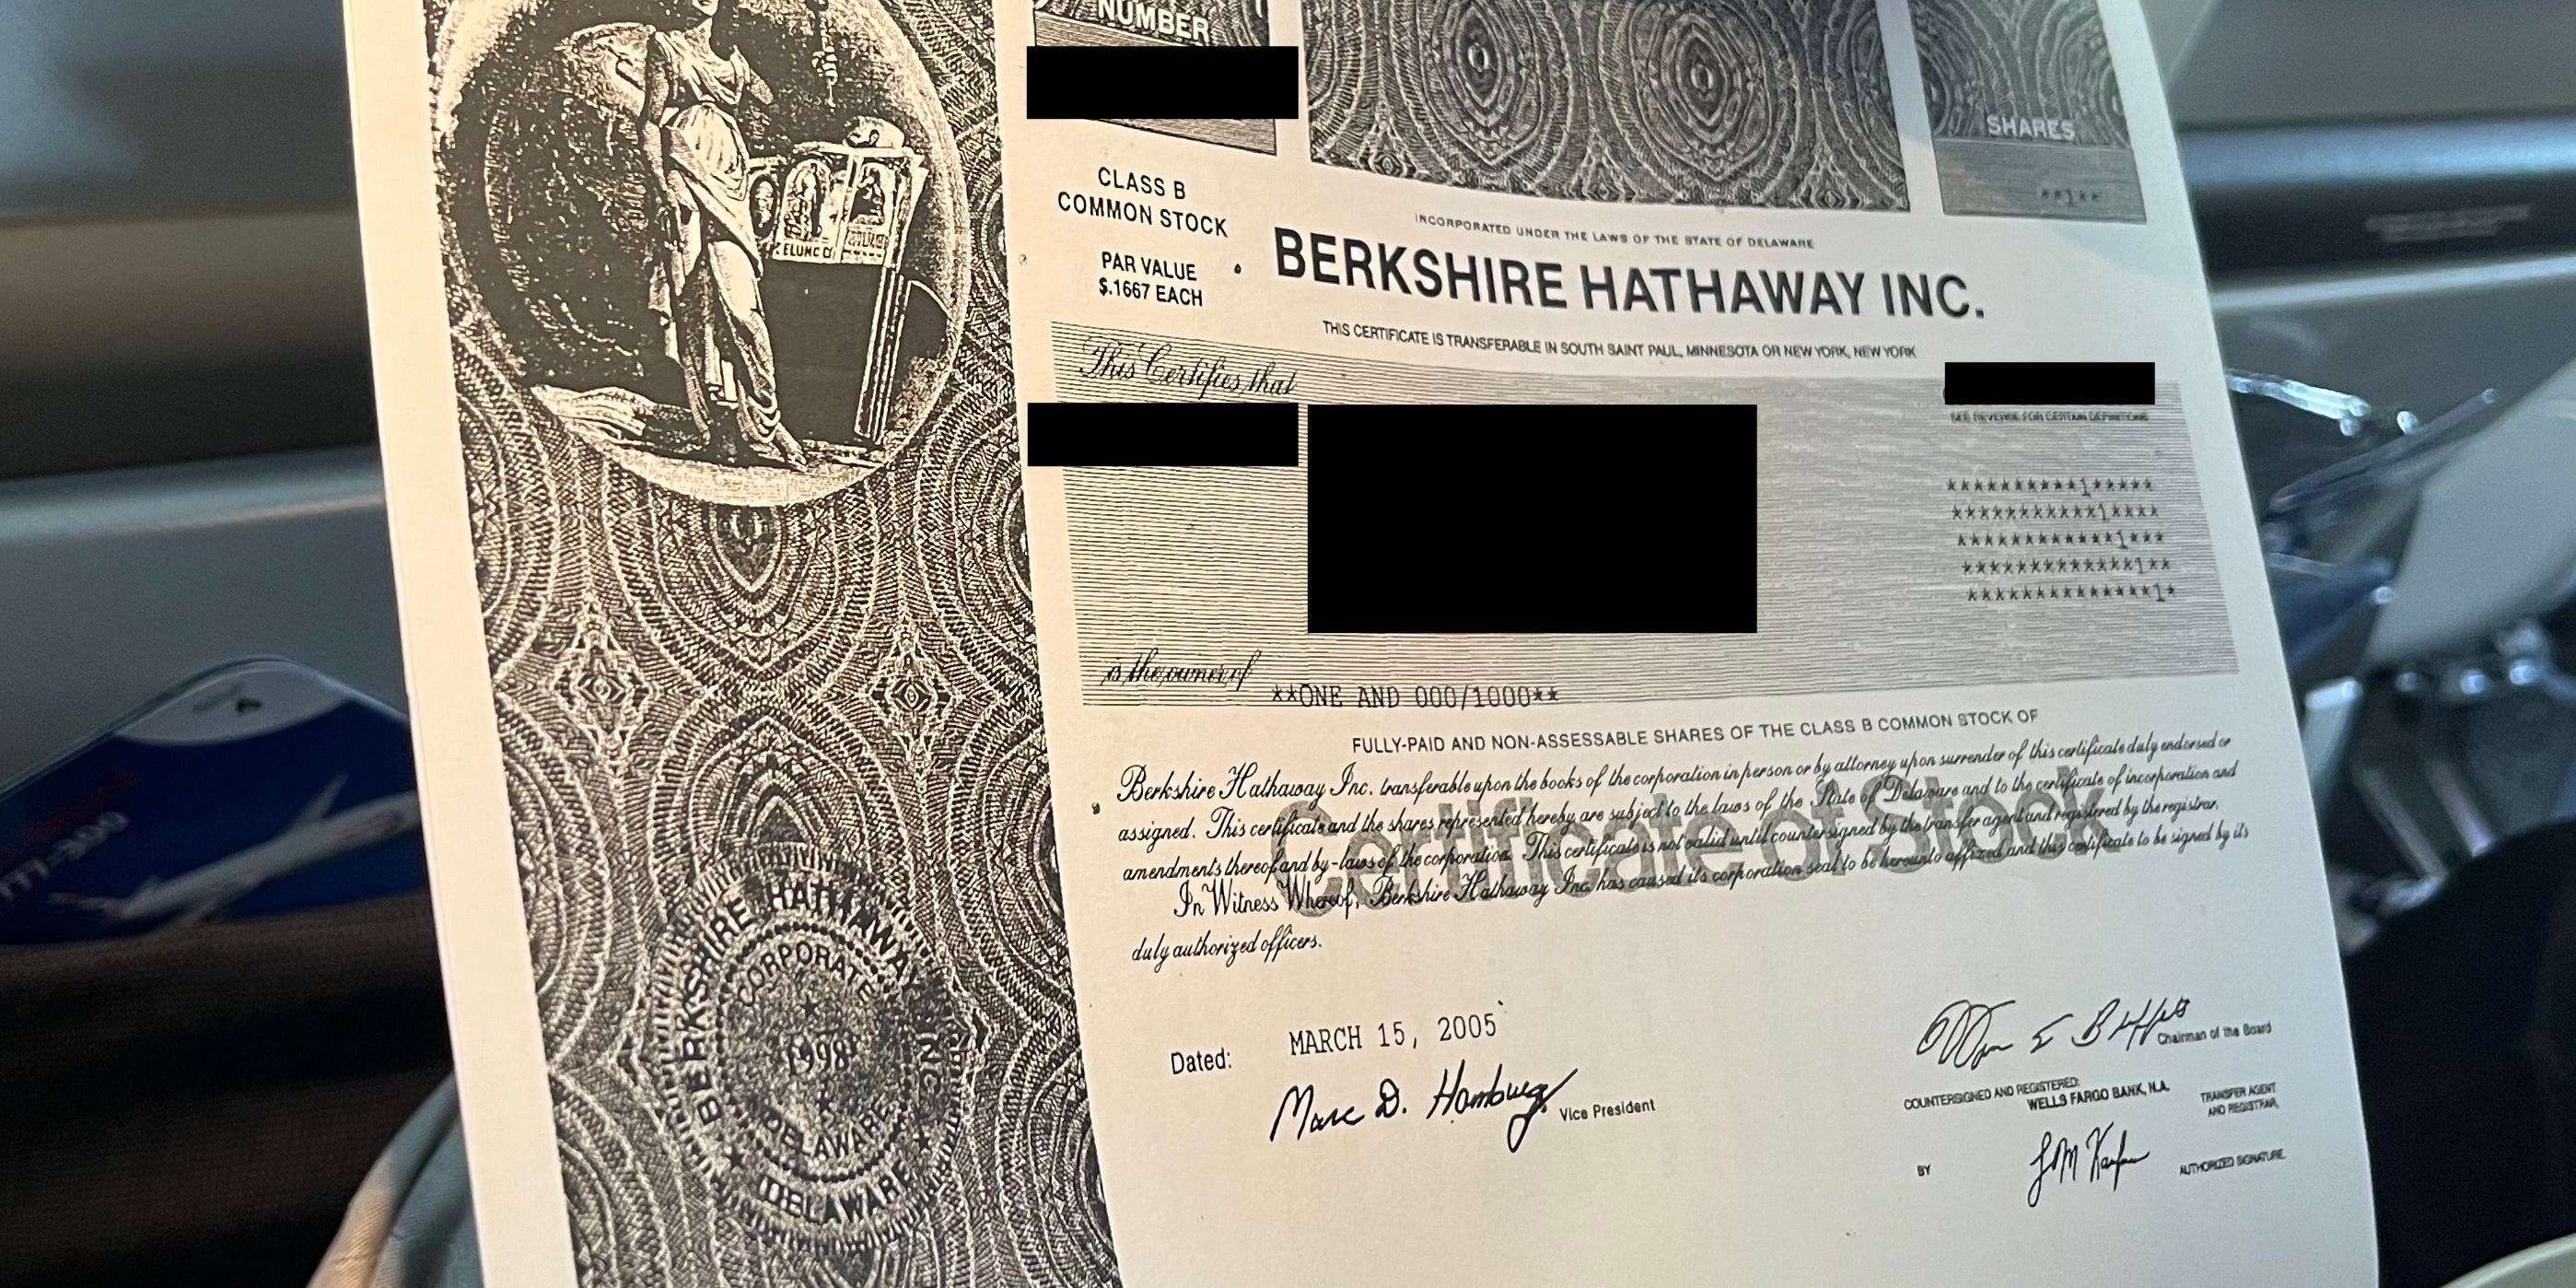 NUMBER
SHARES
**1**
CLASS B
COMMON STOCK
PAR VALUE
$.1667 EACH
INCORPORATED UNDER THE LAWS OF THE STATE OF DELAWARE
BERKSHIRE HATHAWAY INC.
THIS CERTIFICATE IS TRANSFERABLE IN SOUTH SAINT PAUL, MINNESOTA OR NEW YORK, NEW YORK
This Certifies that
SEE REVERSE FOR CERTAIN DEFINITIONS
**********1*****
***********1****
************1***
*************1**
**************1*
is the owner of
**ONE AND 000/1000**
FULLY-PAID AND NON-ASSESSABLE SHARES OF THE CLASS B COMMON STOCK OF
Certificate of Stock
Berkshire Hathaway Inc. transferable upon the books of the corporation in person or by attorney upon surrender of this certificate duly endorsed or
assigned. This certificate and the shares represented hereby are subject to the laws of the State of Delaware and to the certificate of incorporation and
amendments thereof and by-laws of the corporation. This certificate is not valid until countersigned by the transfer agent and registered by the registrar.
In Witness Whereof, Berkshire Hathaway Inc. has caused its corporation seal to be hereunto affixed and this certificate to be signed by its
duly authorized officers.
BERKSHIRE HATHAWAY INC.
CORPORATE
1998
DELAWARE
DELAWARE
Dated: MARCH 15, 2005
Marc D. Hamburg
Vice President
Chairman of the Board
COUNTERSIGNED AND REGISTERED:
WELLS FARGO BANK, N.A.
TRANSFER AGENT
AND REGISTRAR,
BY
AUTHORIZED SIGNATURE
777-300